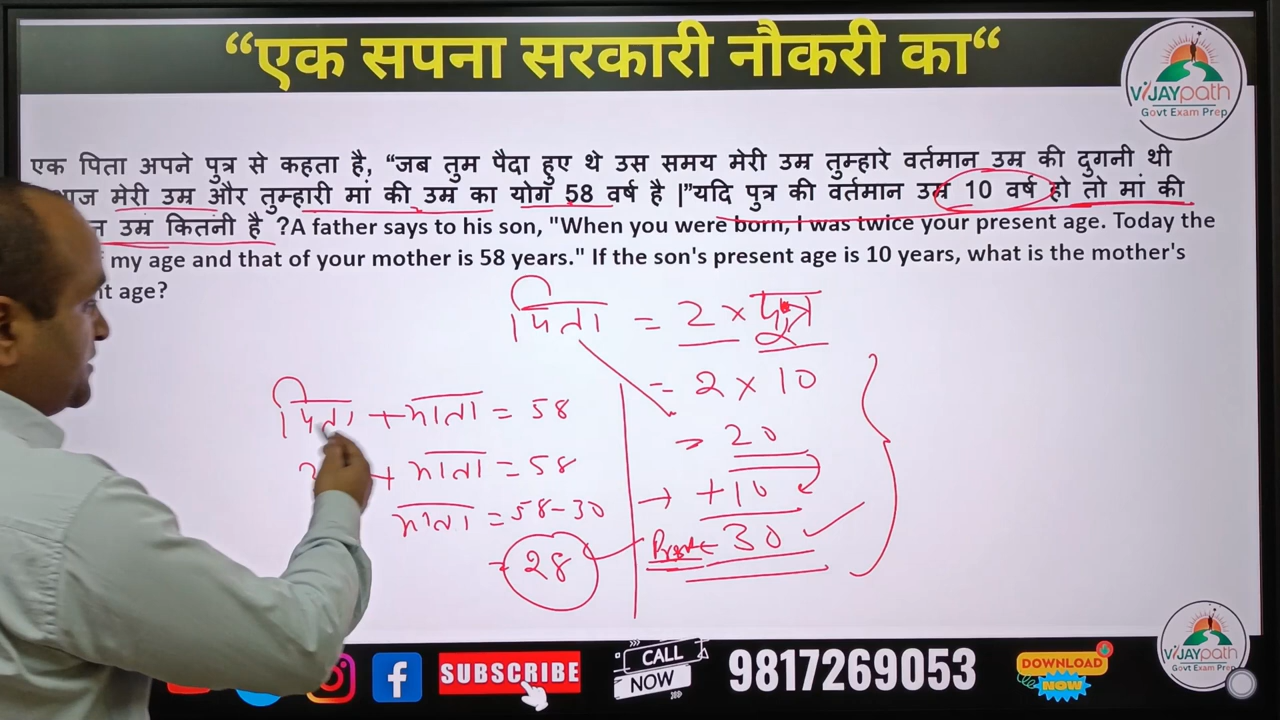 “एक सपना सरकारी नौकरी का“
VIJAYpath
Govt Exam Prep
एक पिता अपने पुत्र से कहता है, “जब तुम पैदा हुए थे उस समय मेरी उम्र तुम्हारे वर्तमान उम्र की दुगनी थी
मेरी उम्र और तुम्हारी मां की उम्र का योग 58 वर्ष है |”यदि पुत्र की वर्तमान उम्र 10 वर्ष हो तो मां की
उम्र कितनी है ?A father says to his son, "When you were born, I was twice your present age. Today the
my age and that of your mother is 58 years." If the son's present age is 10 years, what is the mother's
age?
पिता = 2 × पुत्र
= 2 × 10
पिता + माता = 58
20
+ माता = 58
+10
माता = 58-30
30
28
SUBSCRIBE
CALL
NOW
9817269053
DOWNLOAD
NOW
VIJAYpath
Govt Exam Prep